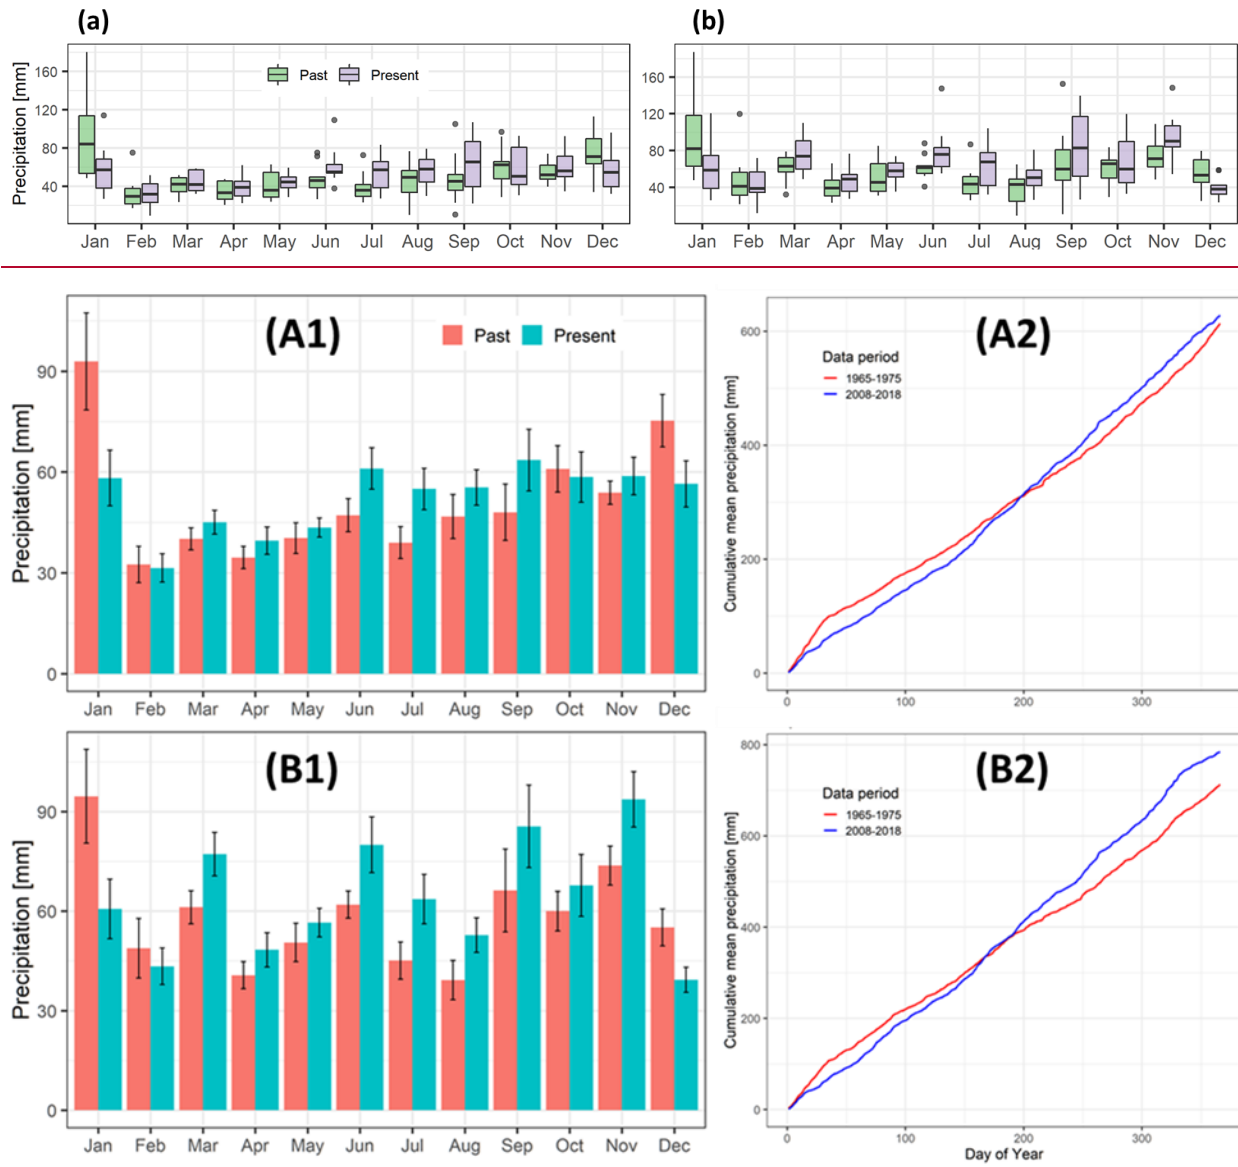 (a)
(b)
Precipitation [mm]
160
120
80
40
Past Present
Jan Feb Mar Apr May Jun Jul Aug Sep Oct Nov Dec
160
120
80
40
Jan Feb Mar Apr May Jun Jul Aug Sep Oct Nov Dec
(A1)
Past Present
Precipitation [mm]
90
60
30
0
Jan Feb Mar Apr May Jun Jul Aug Sep Oct Nov Dec
(A2)
Data period
1965-1975
2008-2018
Cumulative mean precipitation [mm]
600
400
200
0
0 100 200 300
(B1)
Precipitation [mm]
90
60
30
0
Jan Feb Mar Apr May Jun Jul Aug Sep Oct Nov Dec
(B2)
Data period
1965-1975
2008-2018
Cumulative mean precipitation [mm]
800
600
400
200
0
0 100 200 300
Day of Year